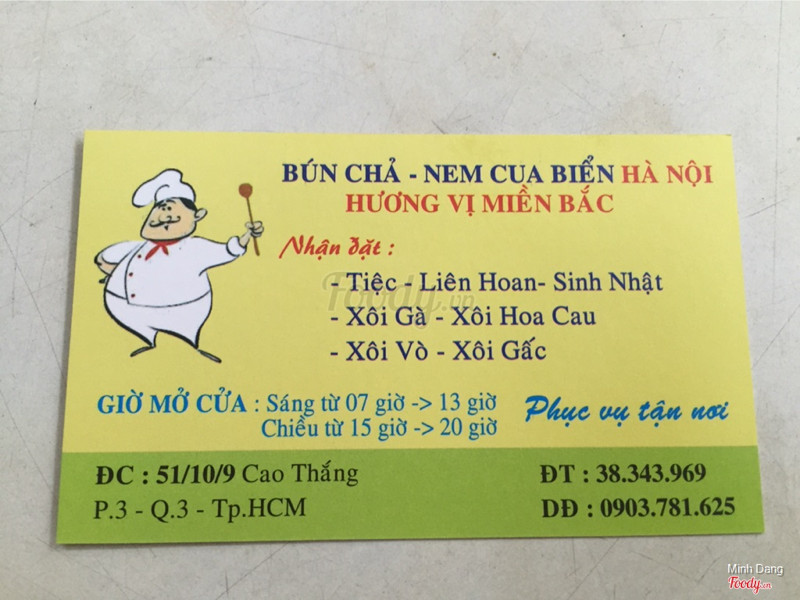 BÚN CHẢ - NEM CUA BIỂN HÀ NỘI
HƯƠNG VỊ MIỀN BẮC
Nhận đặt :
- Tiệc - Liên Hoan- Sinh Nhật
- Xôi Gà - Xôi Hoa Cau
- Xôi Vò - Xôi Gấc
GIỜ MỞ CỬA : Sáng từ 07 giờ -> 13 giờ
Chiều từ 15 giờ -> 20 giờ
Phục vụ tận nơi
ĐC : 51/10/9 Cao Thắng
P.3 - Q.3 - Tp.HCM
ĐT : 38.343.969
DĐ : 0903.781.625
Foody.vn
Minh Dang
Foody.vn